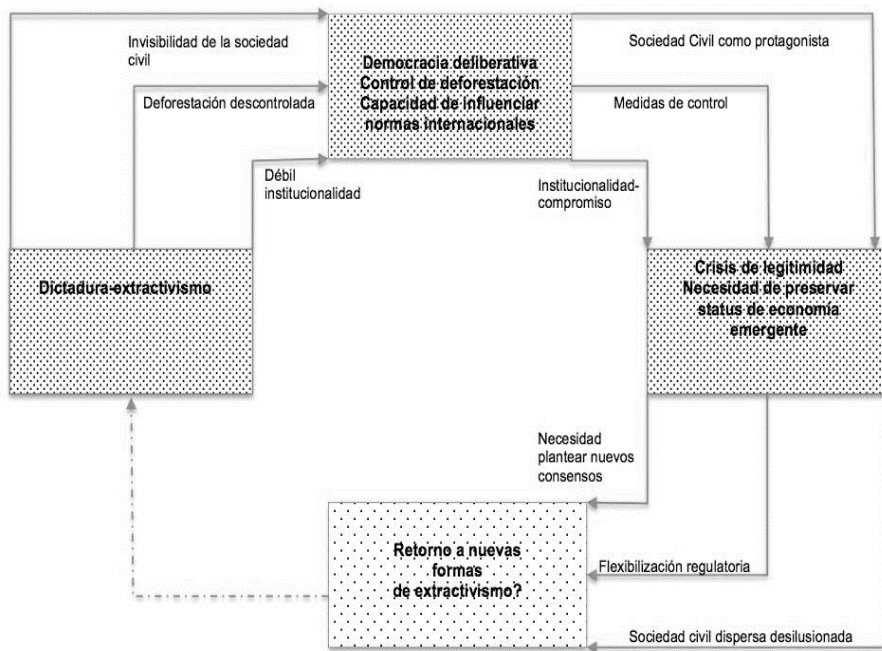 Invisibilidad de la sociedad
civil
Deforestación descontrolada
Débil
institucionalidad
Democracia deliberativa
Control de deforestación
Capacidad de influenciar
normas internacionales
Sociedad Civil como protagonista
Medidas de control
Institucionalidad-
compromiso
Dictadura-extractivismo
Crisis de legitimidad
Necesidad de preservar
status de economía
emergente
Necesidad
plantear nuevos
consensos
Retorno a nuevas
formas
de extractivismo?
Flexibilización regulatoria
Sociedad civil dispersa desilusionada